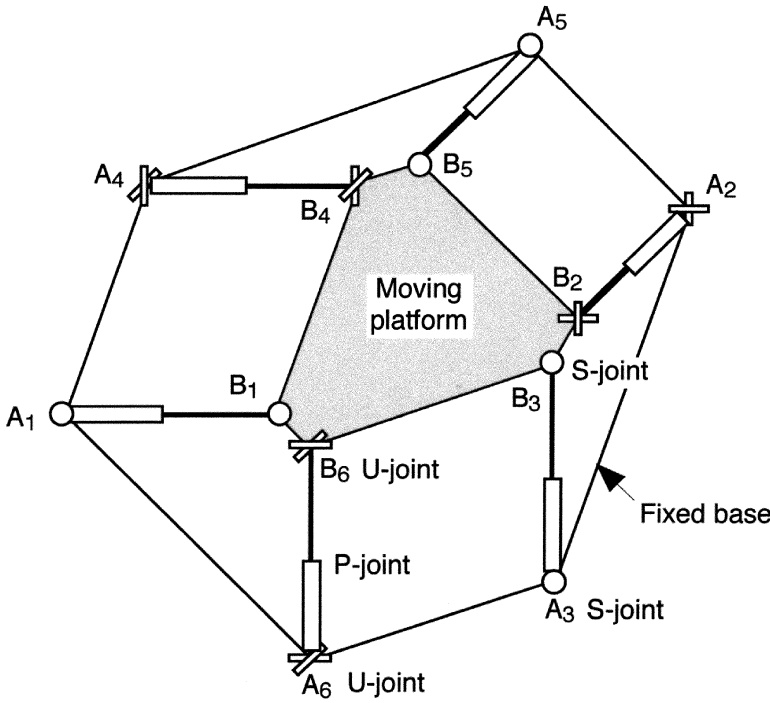 A5
A4
B5
A2
B4
B2
Moving
platform
B1
S-joint
A1
B3
B6 U-joint
Fixed base
P-joint
A3 S-joint
A6 U-joint